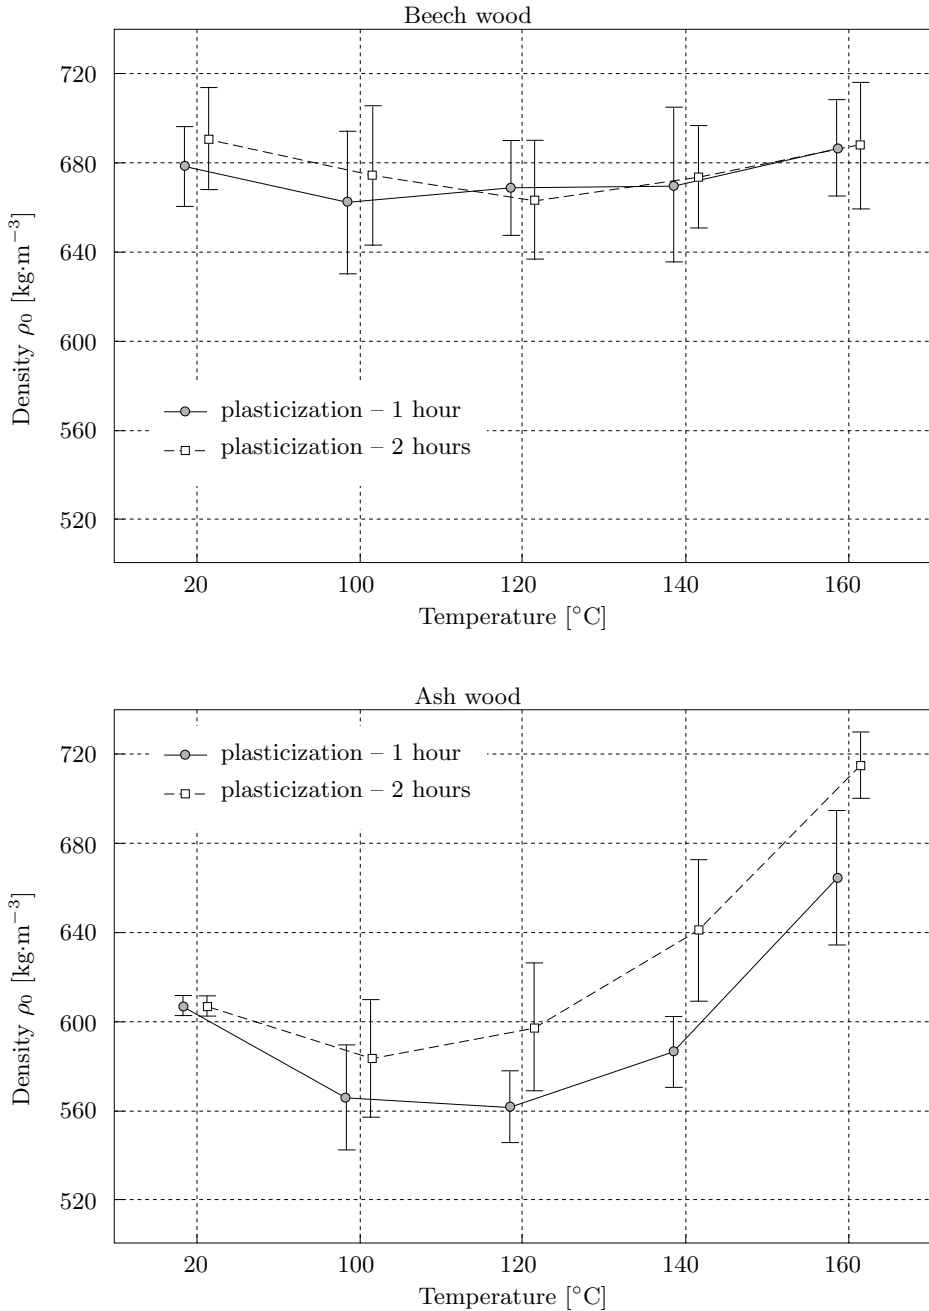 Beech wood
720
680
640
600
560
520
Density ρ0 [kg·m−3]
plasticization – 1 hour
plasticization – 2 hours
20 100 120 140 160
Temperature [°C]
Ash wood
720
680
640
600
560
520
Density ρ0 [kg·m−3]
plasticization – 1 hour
plasticization – 2 hours
20 100 120 140 160
Temperature [°C]